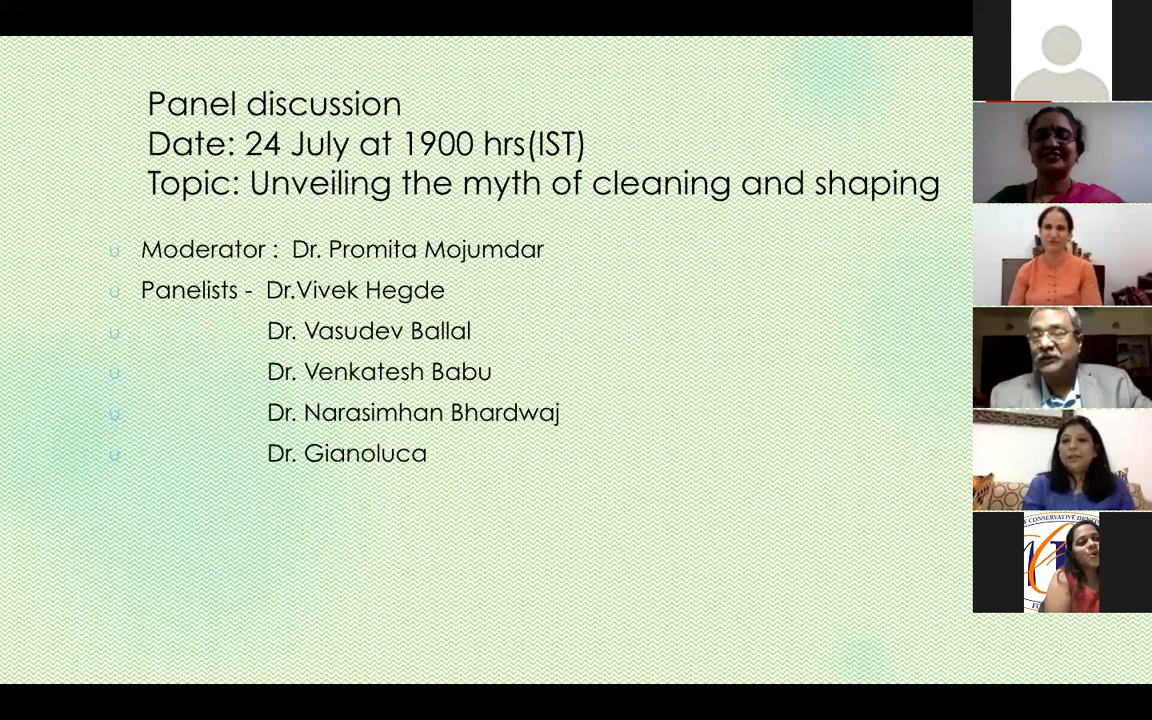 Panel discussion
Date: 24 July at 1900 hrs(IST)
Topic: Unveiling the myth of cleaning and shaping
u Moderator : Dr. Promita Mojumdar
u Panelists - Dr.Vivek Hegde
u Dr. Vasudev Ballal
u Dr. Venkatesh Babu
u Dr. Narasimhan Bhardwaj
u Dr. Gianoluca
CONSERVATIVE